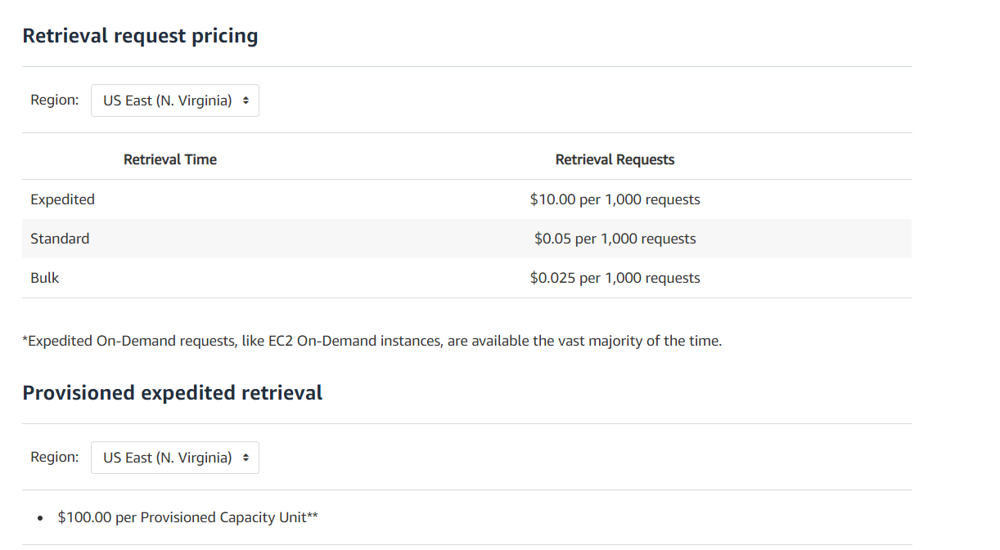 Retrieval request pricing
Region: US East (N. Virginia)
Retrieval Time Retrieval Requests
Expedited $10.00 per 1,000 requests
Standard $0.05 per 1,000 requests
Bulk $0.025 per 1,000 requests
*Expedited On-Demand requests, like EC2 On-Demand instances, are available the vast majority of the time.
Provisioned expedited retrieval
Region: US East (N. Virginia)
• $100.00 per Provisioned Capacity Unit**